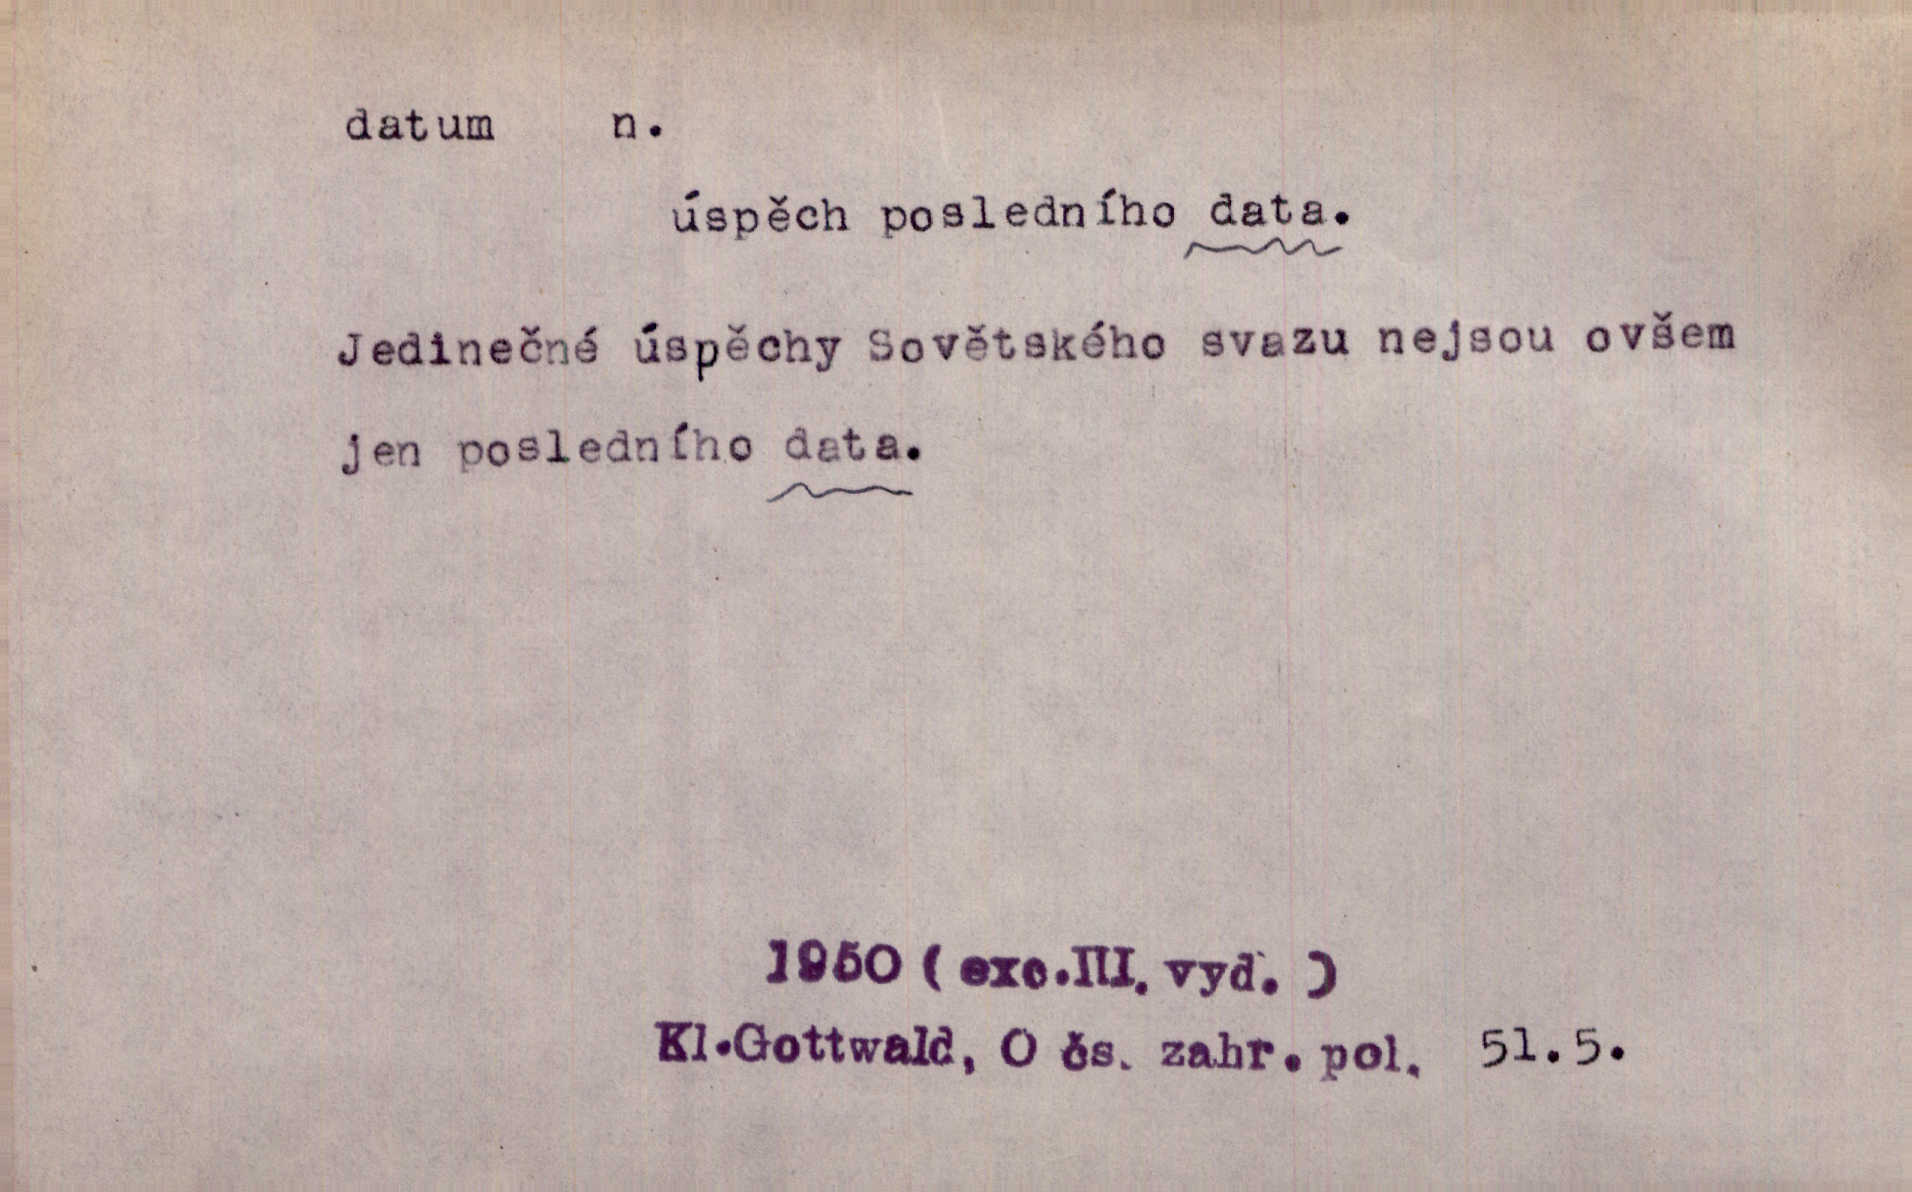 datum n.
úspěch posledního data.
Jedinečné úspěchy Sovětského svazu nejsou ovšem
jen posledního data.
1950 ( exc.III. vyd. )
Kl.Gottwald, O čs. zahr. pol. 51.5.